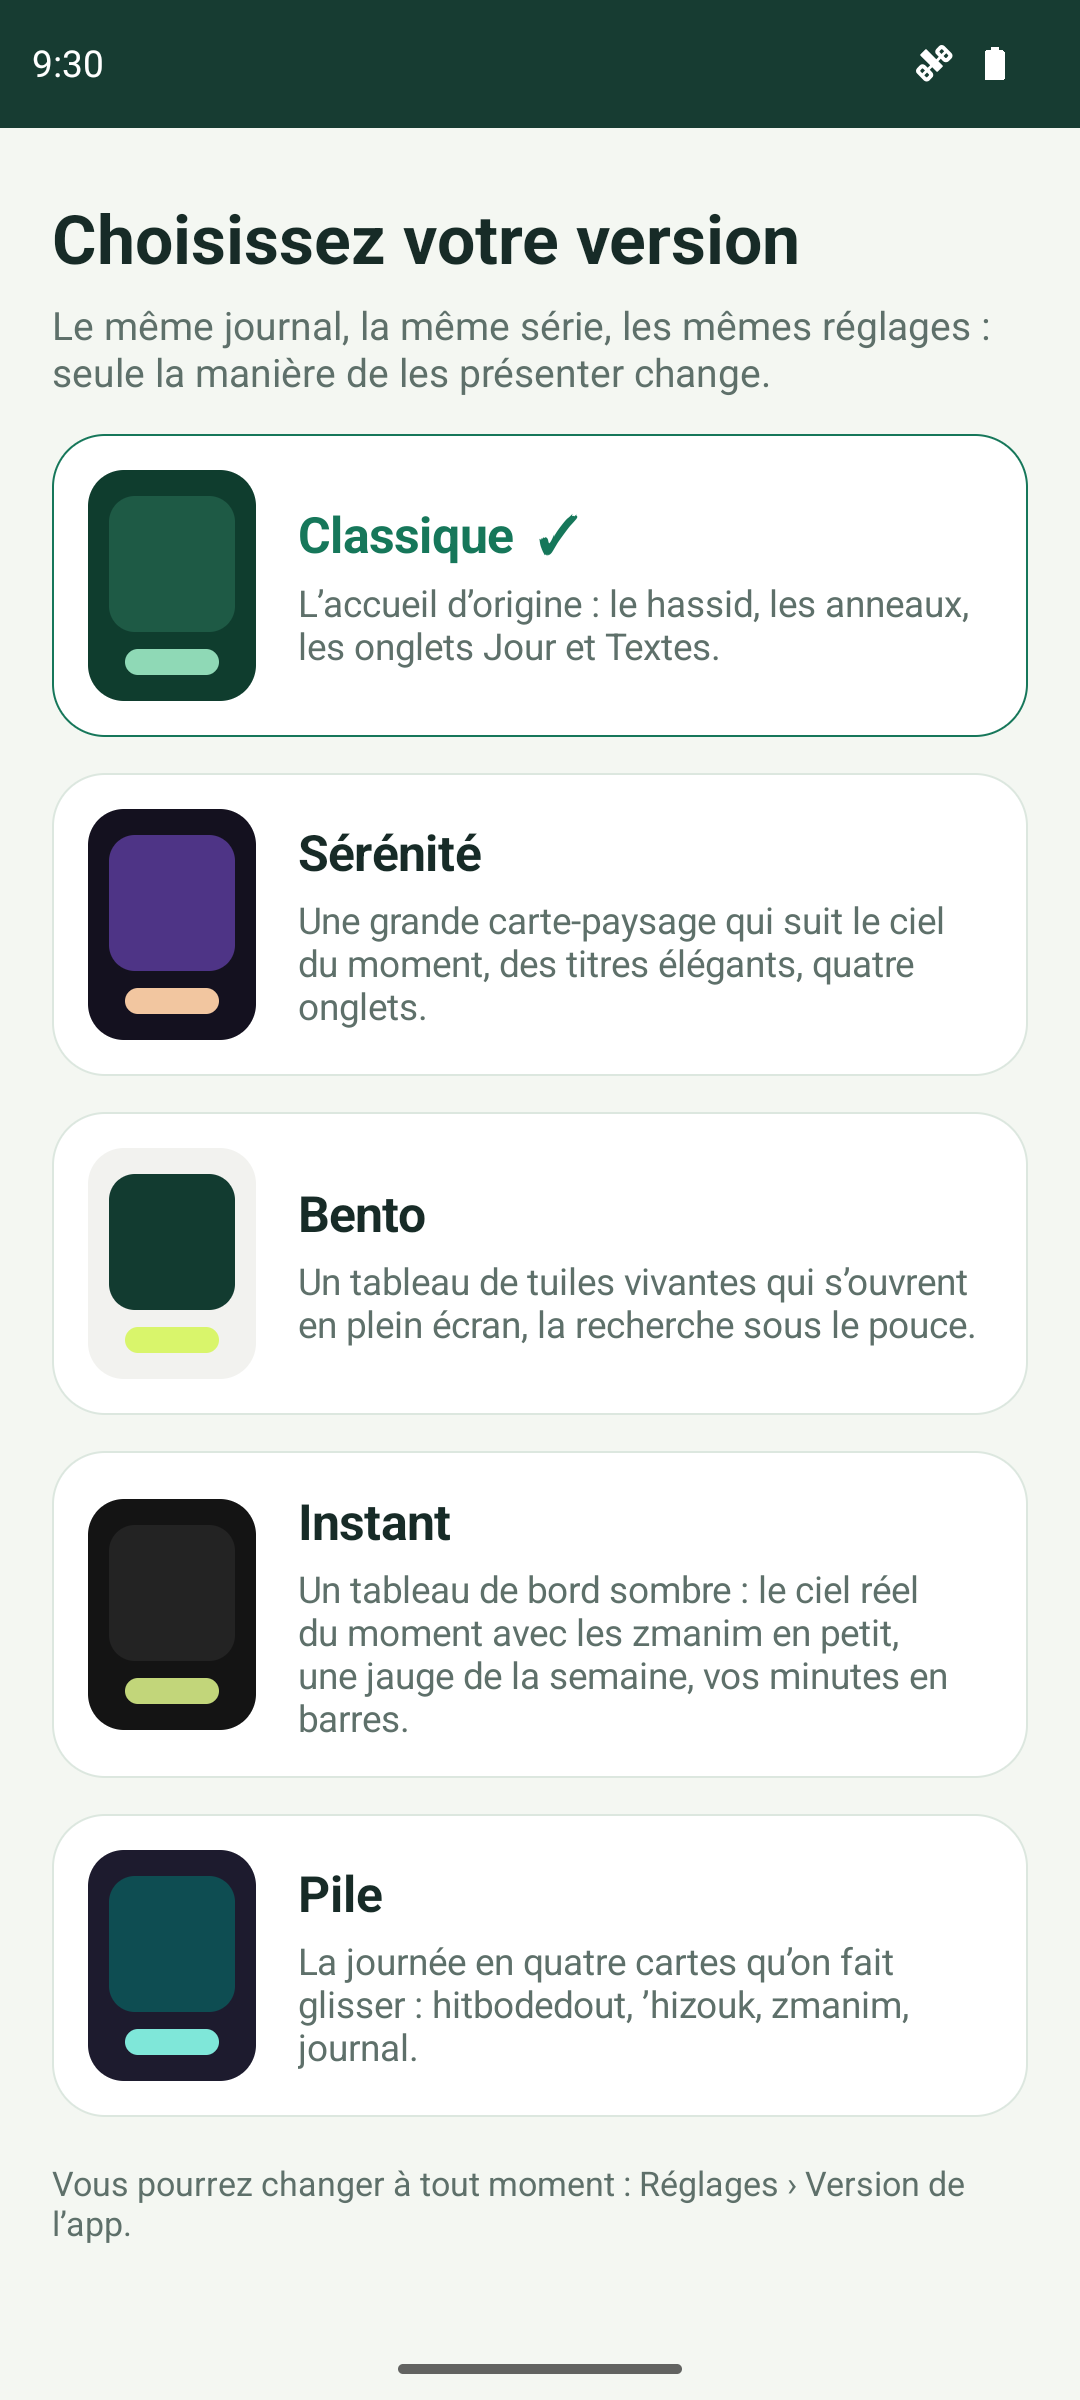 9:30
Choisissez votre version
Le même journal, la même série, les mêmes réglages :
seule la manière de les présenter change.
Classique ✓
L’accueil d’origine : le hassid, les anneaux,
les onglets Jour et Textes.
Sérénité
Une grande carte-paysage qui suit le ciel
du moment, des titres élégants, quatre
onglets.
Bento
Un tableau de tuiles vivantes qui s’ouvrent
en plein écran, la recherche sous le pouce.
Instant
Un tableau de bord sombre : le ciel réel
du moment avec les zmanim en petit,
une jauge de la semaine, vos minutes en
barres.
Pile
La journée en quatre cartes qu’on fait
glisser : hitbodedout, ’hizouk, zmanim,
journal.
Vous pourrez changer à tout moment : Réglages › Version de
l’app.